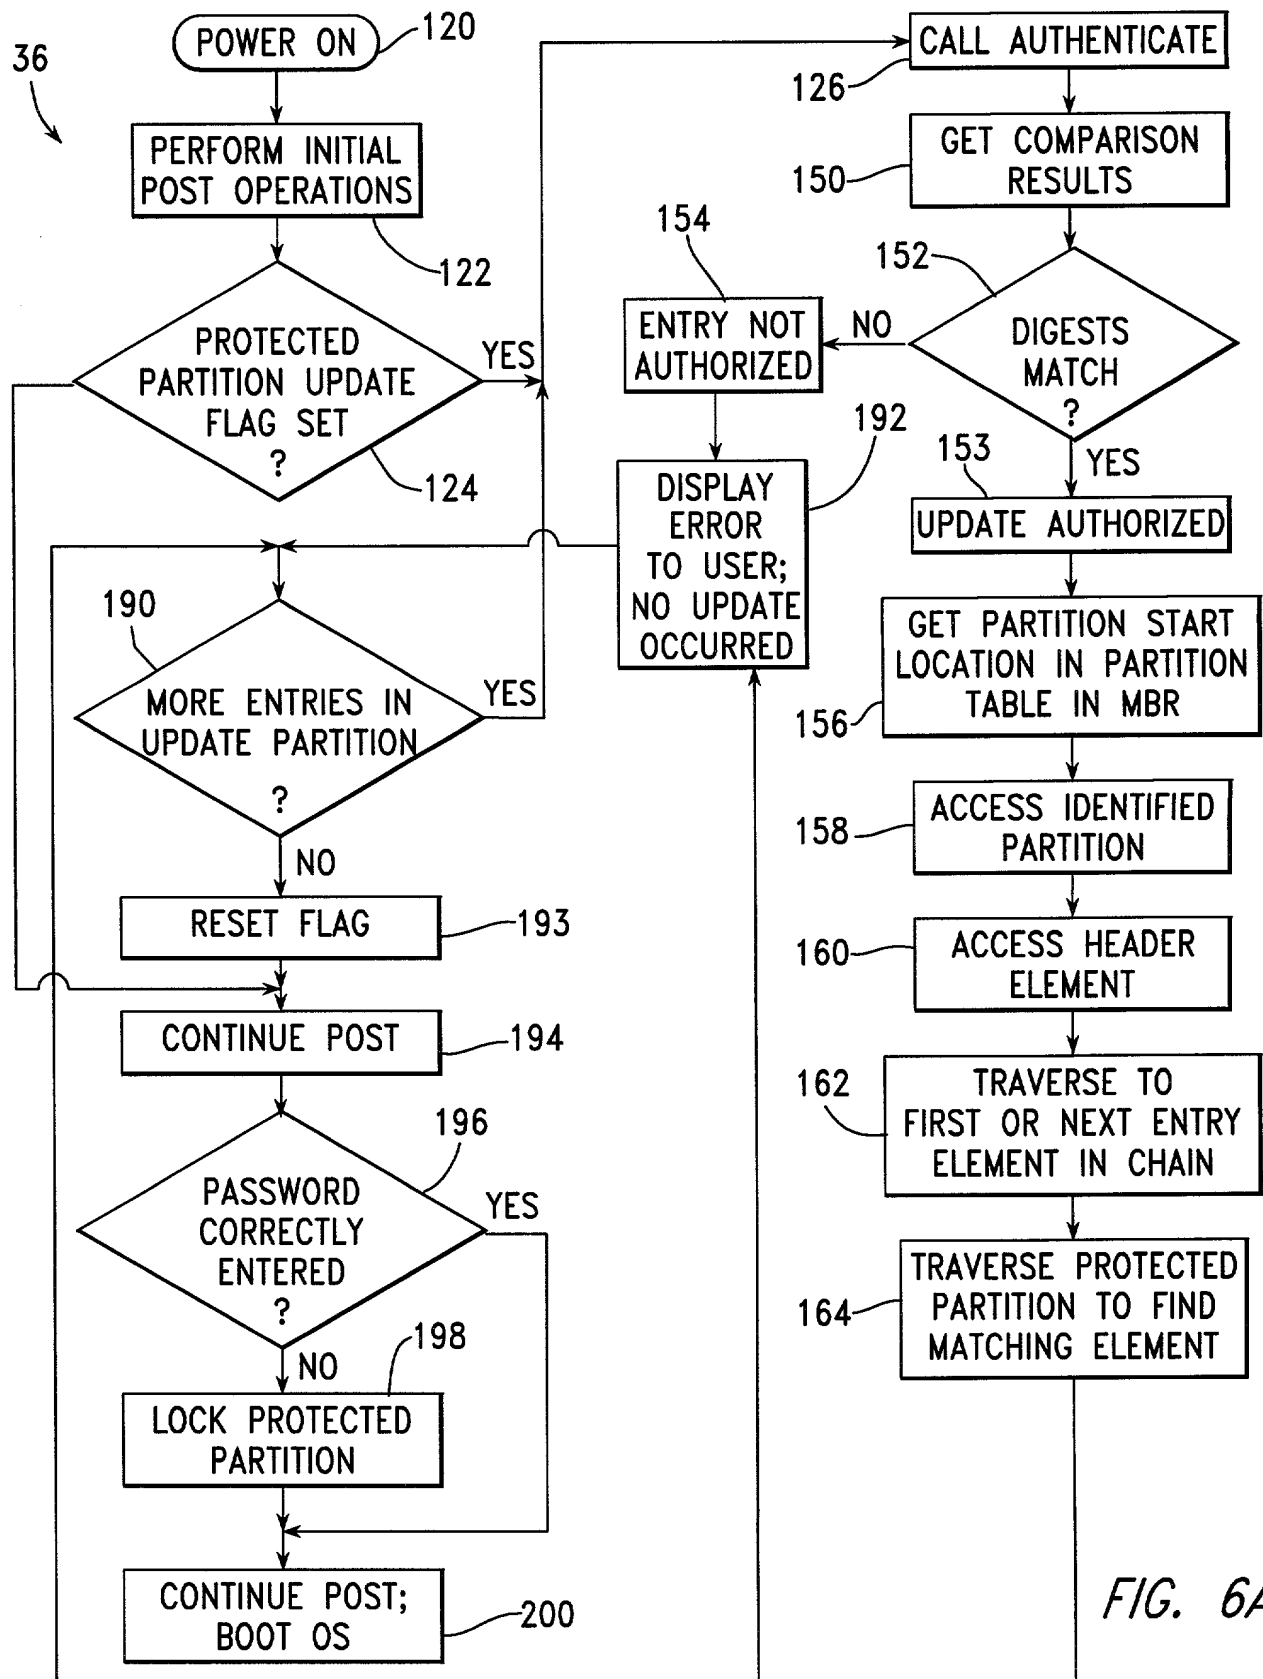 36
POWER ON
120
PERFORM INITIAL
POST OPERATIONS
122
PROTECTED
PARTITION UPDATE
FLAG SET
?
YES
124
190
MORE ENTRIES IN
UPDATE PARTITION
?
YES
NO
RESET FLAG
193
CONTINUE POST
194
196
PASSWORD
CORRECTLY
ENTERED
?
YES
NO
198
LOCK PROTECTED
PARTITION
CONTINUE POST;
BOOT OS
200
CALL AUTHENTICATE
126
GET COMPARISON
RESULTS
150
152
DIGESTS
MATCH
?
NO
YES
154
ENTRY NOT
AUTHORIZED
192
DISPLAY
ERROR
TO USER;
NO UPDATE
OCCURRED
153
UPDATE AUTHORIZED
GET PARTITION START
LOCATION IN PARTITION
TABLE IN MBR
156
ACCESS IDENTIFIED
PARTITION
158
ACCESS HEADER
ELEMENT
160
162
TRAVERSE TO
FIRST OR NEXT ENTRY
ELEMENT IN CHAIN
TRAVERSE PROTECTED
PARTITION TO FIND
MATCHING ELEMENT
164
FIG. 6A